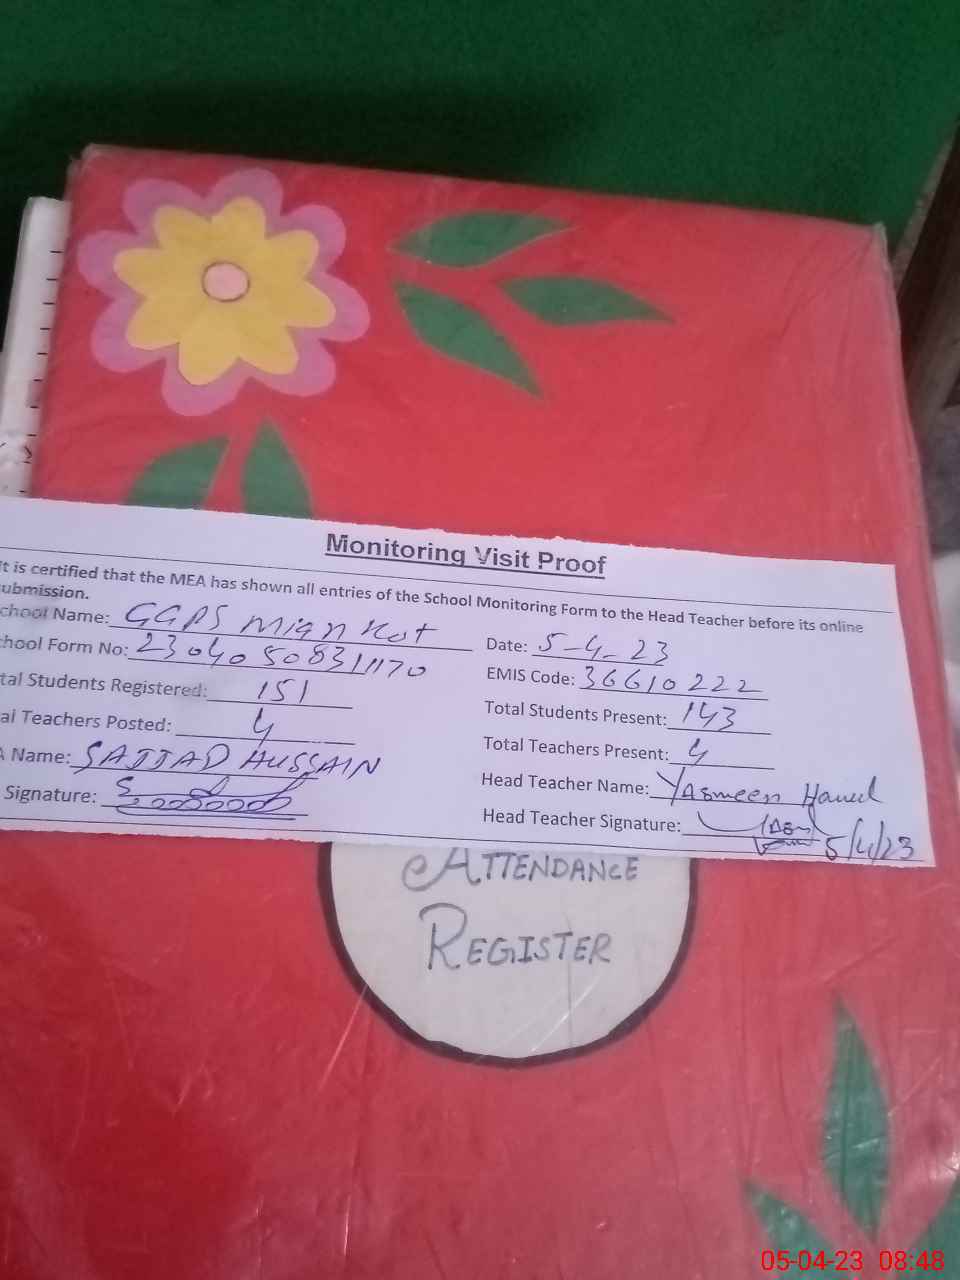 Monitoring Visit Proof
It is certified that the MEA has shown all entries of the School Monitoring Form to the Head Teacher before its online
ubmission.
chool Name: GGPS Mian Kot
Date: 5-4-23
hool Form No: 2304050831170
EMIS Code: 36610222
tal Students Registered: 151
Total Students Present: 143
al Teachers Posted: 4
Total Teachers Present: 4
A Name: SAJJAD HUSSAIN
Head Teacher Name: Yasmeen
Signature:
Head Teacher Signature: 5/4/23
ATTENDANCE
REGISTER
05-04-23 08:48